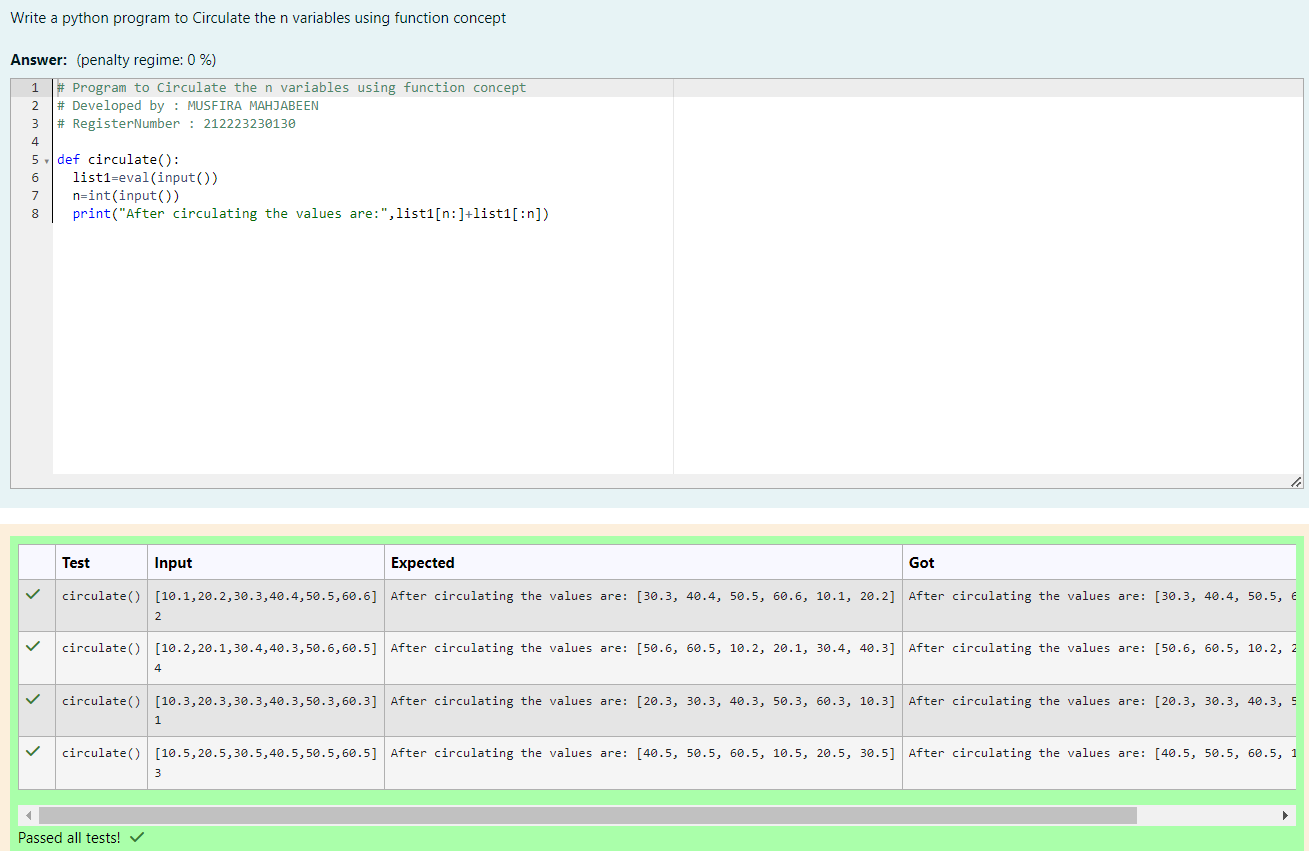 Write a python program to Circulate the n variables using function concept
Answer: (penalty regime: 0 %)
1 # Program to Circulate the n variables using function concept
2 # Developed by : MUSFIRA MAHJABEEN
3 # RegisterNumber : 212223230130
4
5 def circulate():
6 list1=eval(input())
7 n=int(input())
8 print("After circulating the values are:",list1[n:]+list1[:n])
Test Input Expected Got
circulate() [10.1,20.2,30.3,40.4,50.5,60.6] After circulating the values are: [30.3, 40.4, 50.5, 60.6, 10.1, 20.2] After circulating the values are: [30.3, 40.4, 50.5, 6
2
circulate() [10.2,20.1,30.4,40.3,50.6,60.5] After circulating the values are: [50.6, 60.5, 10.2, 20.1, 30.4, 40.3] After circulating the values are: [50.6, 60.5, 10.2, 2
4
circulate() [10.3,20.3,30.3,40.3,50.3,60.3] After circulating the values are: [20.3, 30.3, 40.3, 50.3, 60.3, 10.3] After circulating the values are: [20.3, 30.3, 40.3, 5
1
circulate() [10.5,20.5,30.5,40.5,50.5,60.5] After circulating the values are: [40.5, 50.5, 60.5, 10.5, 20.5, 30.5] After circulating the values are: [40.5, 50.5, 60.5, 1
3
Passed all tests!